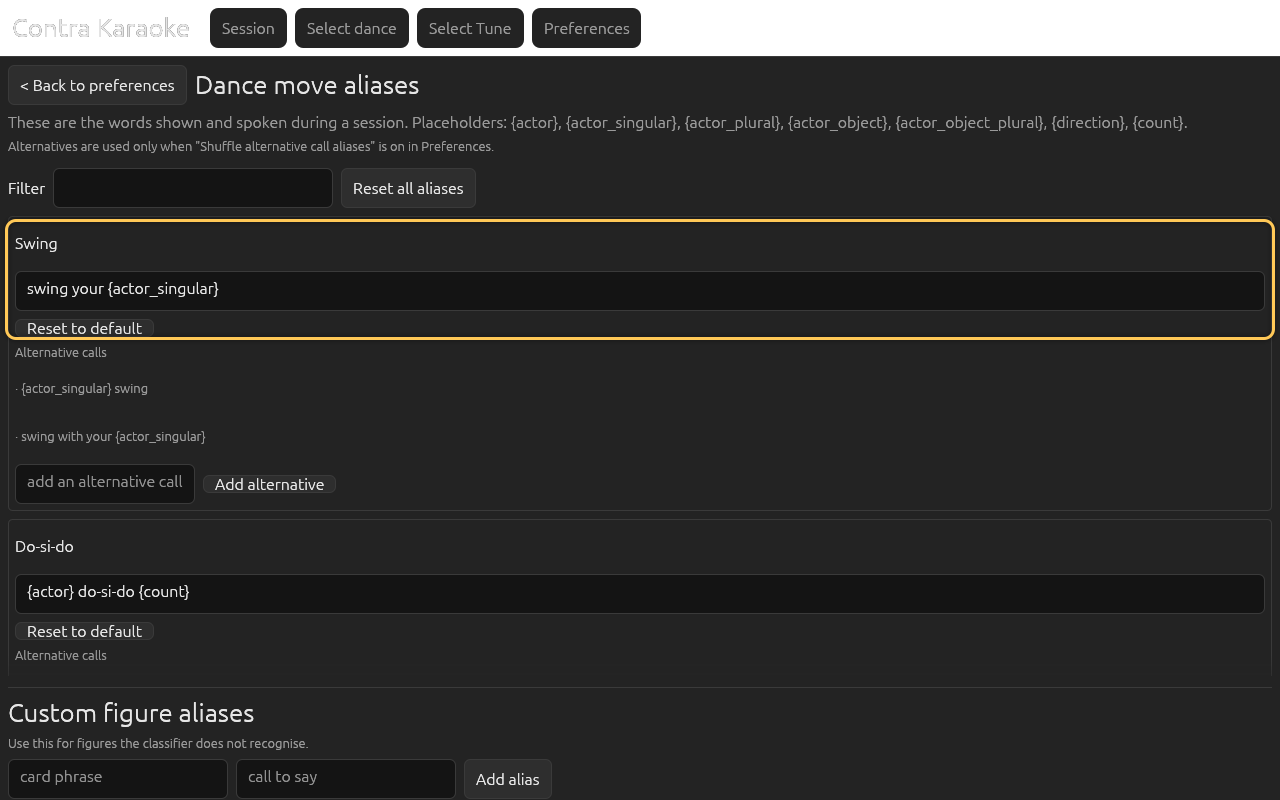 Contra Karaoke Session Select dance Select Tune Preferences
< Back to preferences Dance move aliases
These are the words shown and spoken during a session. Placeholders: {actor}, {actor_singular}, {actor_plural}, {actor_object}, {actor_object_plural}, {direction}, {count}.
Alternatives are used only when "Shuffle alternative call aliases" is on in Preferences.
Filter Reset all aliases
Swing
swing your {actor_singular}
Reset to default
Alternative calls
· {actor_singular} swing
· swing with your {actor_singular}
add an alternative call Add alternative
Do-si-do
{actor} do-si-do {count}
Reset to default
Alternative calls
Custom figure aliases
Use this for figures the classifier does not recognise.
card phrase call to say Add alias